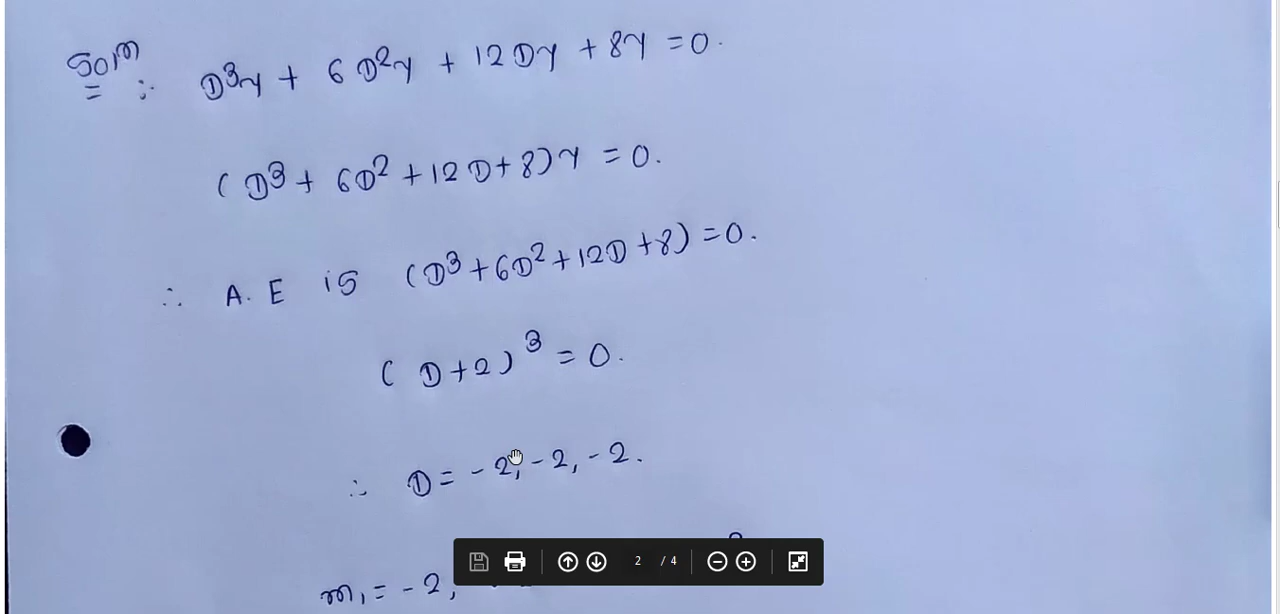 Soln : D³y + 6D²y + 12Dy + 8y = 0.
(D³ + 6D² + 12D + 8)y = 0.
∴ A.E is (D³ + 6D² + 12D + 8) = 0.
(D + 2)³ = 0.
∴ D = -2, -2, -2.
2 / 4
m₁ = -2,